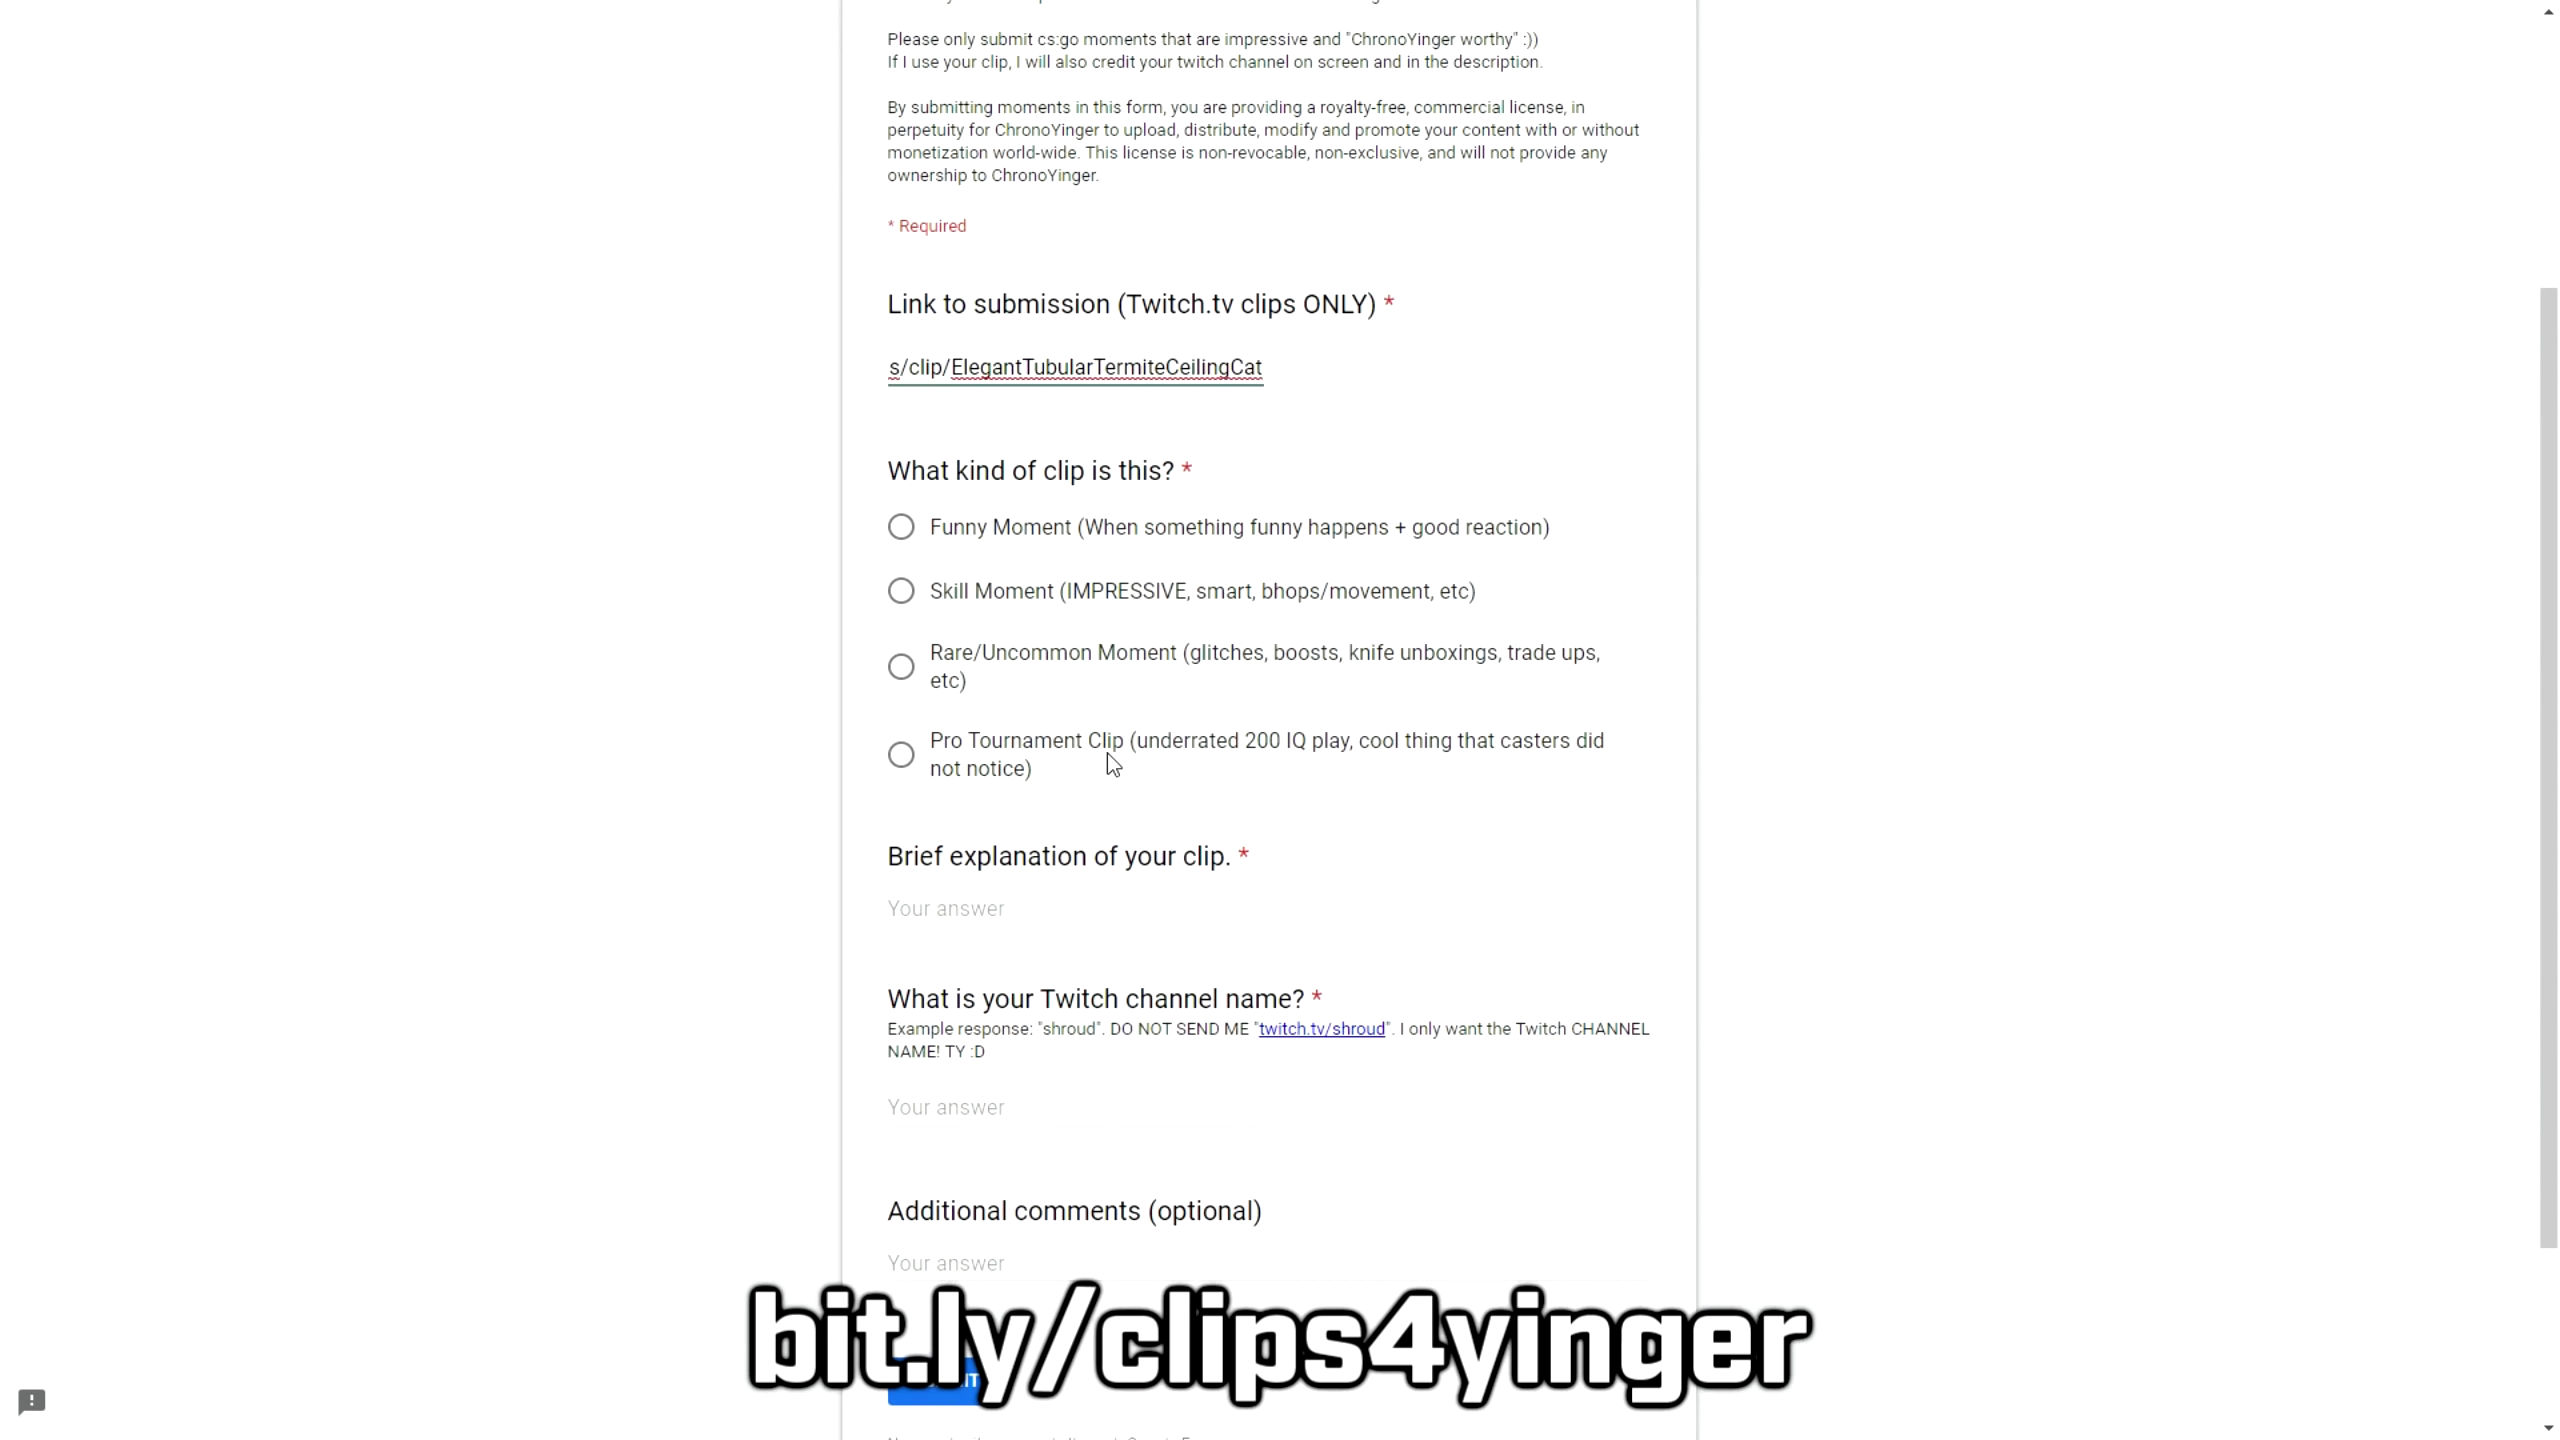 Please only submit cs:go moments that are impressive and "ChronoYinger worthy" :))
If I use your clip, I will also credit your twitch channel on screen and in the description.
By submitting moments in this form, you are providing a royalty-free, commercial license, in
perpetuity for ChronoYinger to upload, distribute, modify and promote your content with or without
monetization world-wide. This license is non-revocable, non-exclusive, and will not provide any
ownership to ChronoYinger.
* Required
Link to submission (Twitch.tv clips ONLY) *
s/clip/ElegantTubularTermiteCeilingCat
What kind of clip is this? *
Funny Moment (When something funny happens + good reaction)
Skill Moment (IMPRESSIVE, smart, bhops/movement, etc)
Rare/Uncommon Moment (glitches, boosts, knife unboxings, trade ups,
etc)
Pro Tournament Clip (underrated 200 IQ play, cool thing that casters did
not notice)
Brief explanation of your clip. *
Your answer
What is your Twitch channel name? *
Example response: "shroud". DO NOT SEND ME "twitch.tv/shroud". I only want the Twitch CHANNEL
NAME! TY :D
Your answer
Additional comments (optional)
Your answer
bit.ly/clips4yinger